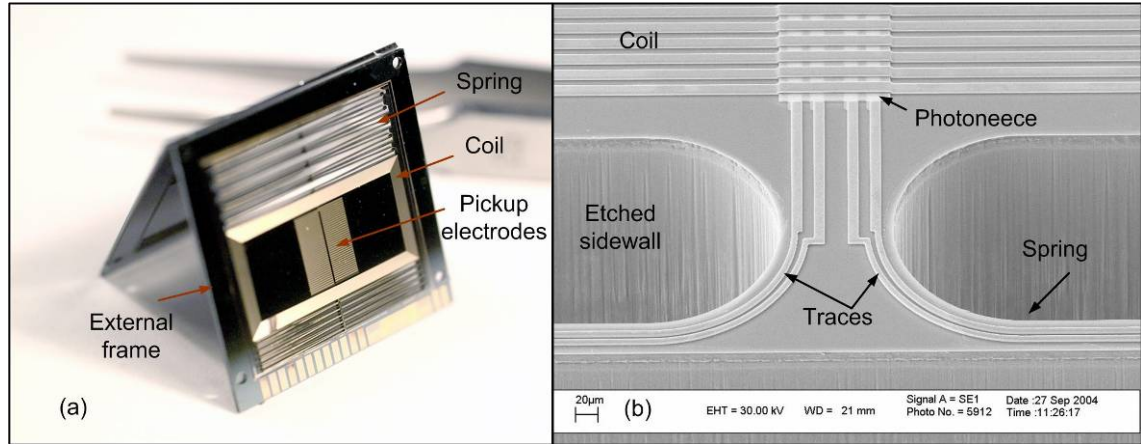 Spring
Coil
Pickup
electrodes
External
frame
(a)
Coil
Photoneece
Etched
sidewall
Spring
Traces
20µm
EHT = 30.00 kV
WD = 21 mm
Signal A = SE1
Photo No. = 5912
Date :27 Sep 2004
Time :11:26:17
(b)